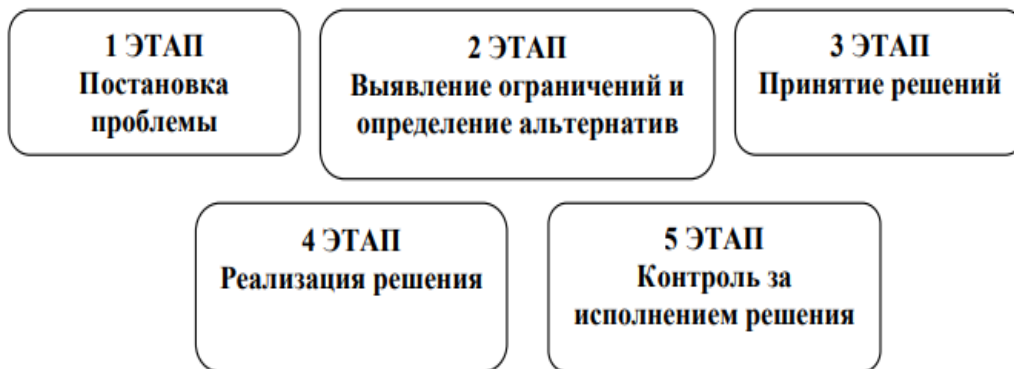 1 ЭТАП
Постановка
проблемы
2 ЭТАП
Выявление ограничений и
определение альтернатив
3 ЭТАП
Принятие решений
4 ЭТАП
Реализация решения
5 ЭТАП
Контроль за
исполнением решения